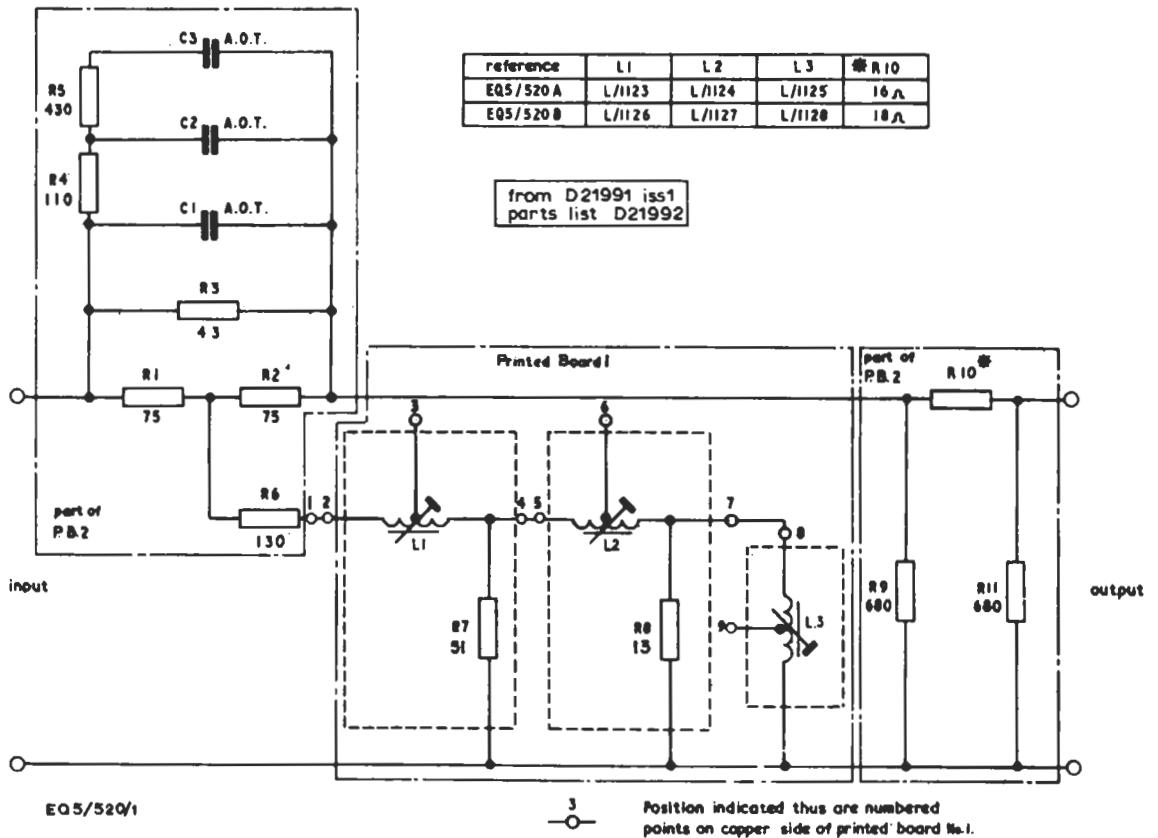 C3 A.O.T.
R5
430
C2 A.O.T.
R4
110
C1 A.O.T.
R3
43
R1
75
R2
75
R6
130
part of
P.B.2
reference L1 L2 L3 * R10
EQ5/520A L/1123 L/1124 L/1125 16Ω
EQ5/520B L/1126 L/1127 L/1128 18Ω
from D21991 iss1
parts list D21992
Printed Board 1
part of
P.B.2
R10*
3
6
1 2
4 5
7
8
9
L1
L2
L3
R7
51
R8
13
R9
680
R11
680
input
output
EQ5/520/1
3
Position indicated thus are numbered
points on copper side of printed board No.1.